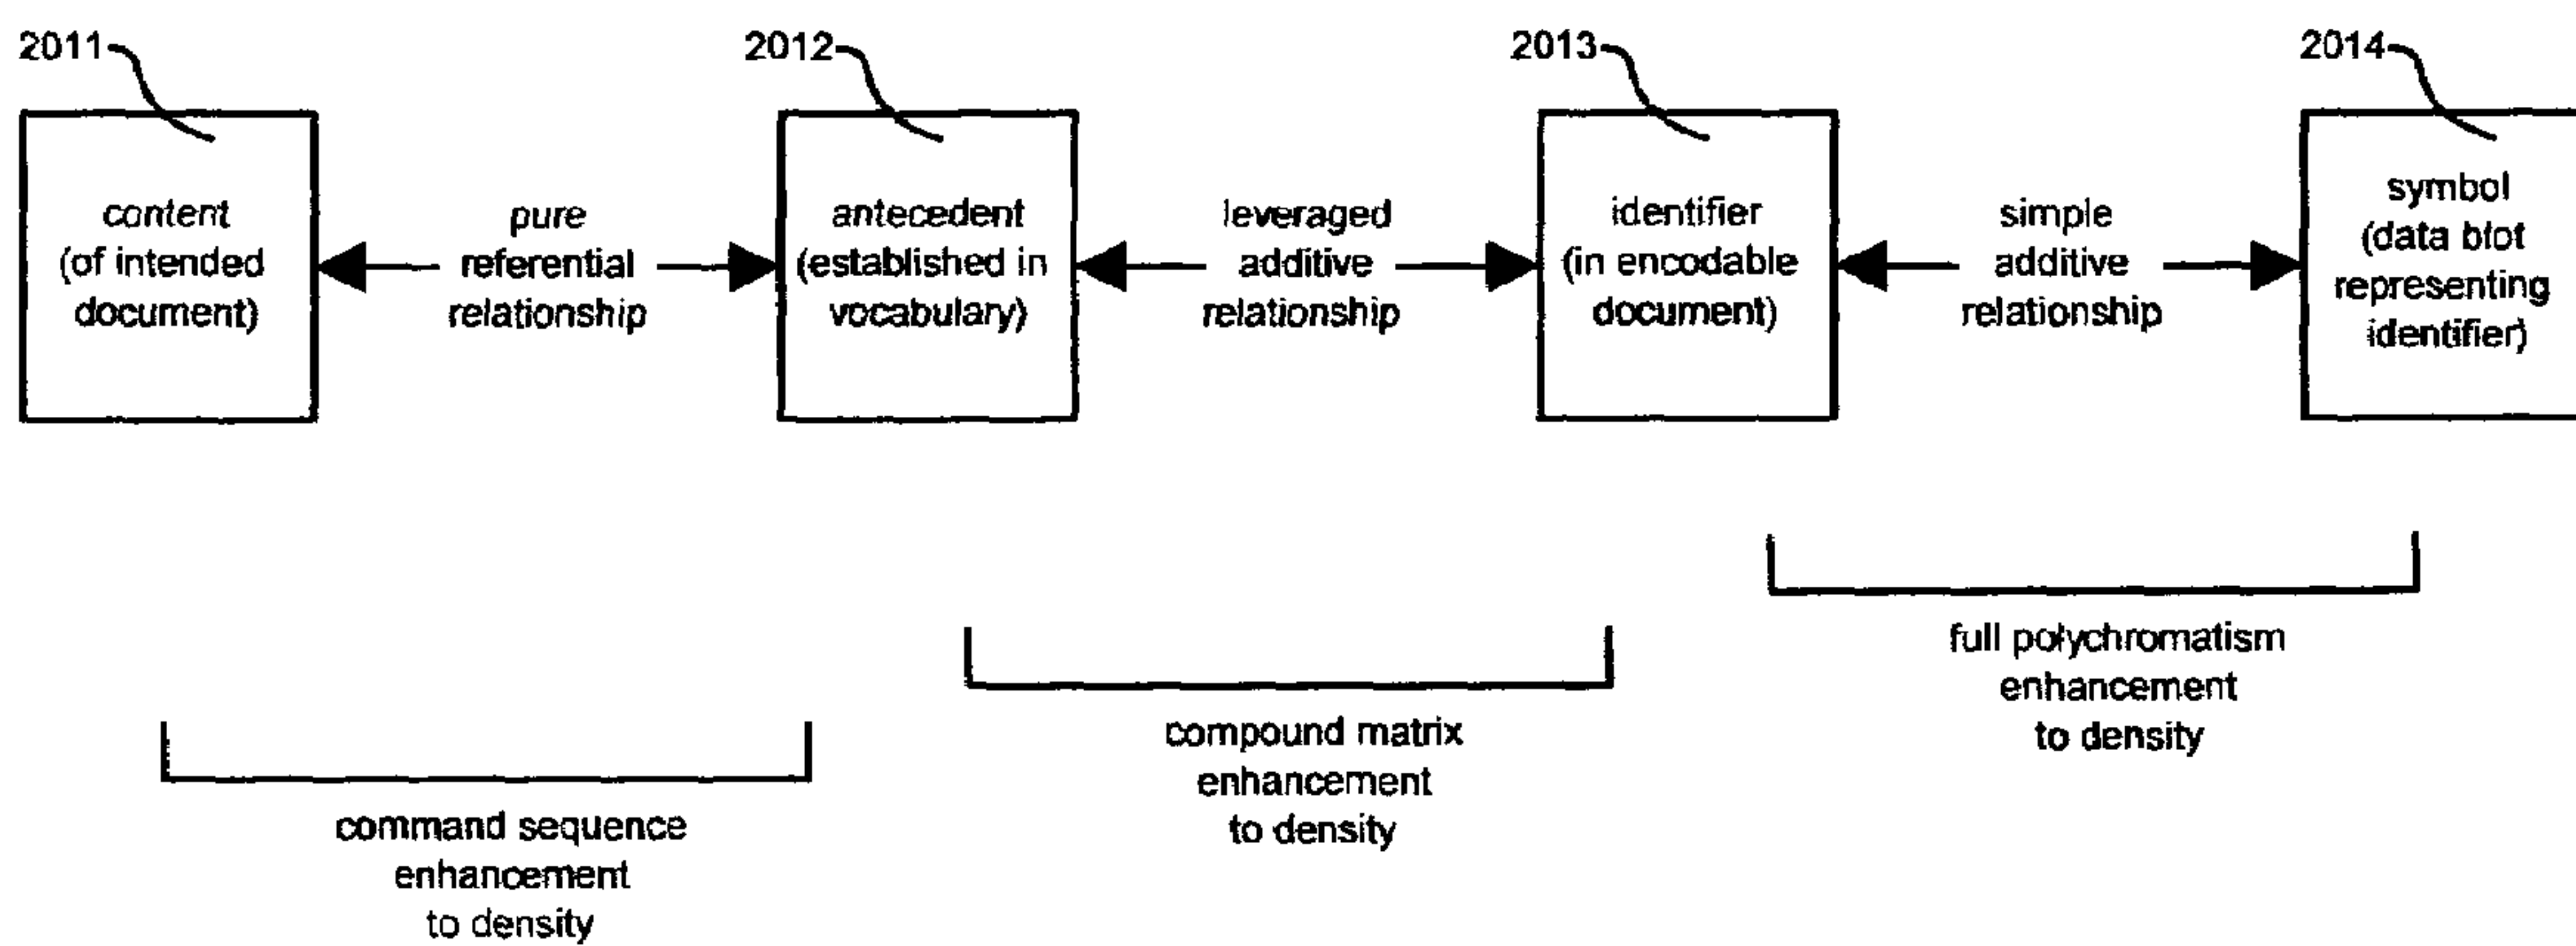 2011
2012
2013
2014
content
(of intended
document)
pure
referential
relationship
antecedent
(established in
vocabulary)
leveraged
additive
relationship
identifier
(in encodable
document)
simple
additive
relationship
symbol
(data blot
representing
identifier)
full polychromatism
enhancement
to density
compound matrix
enhancement
to density
command sequence
enhancement
to density